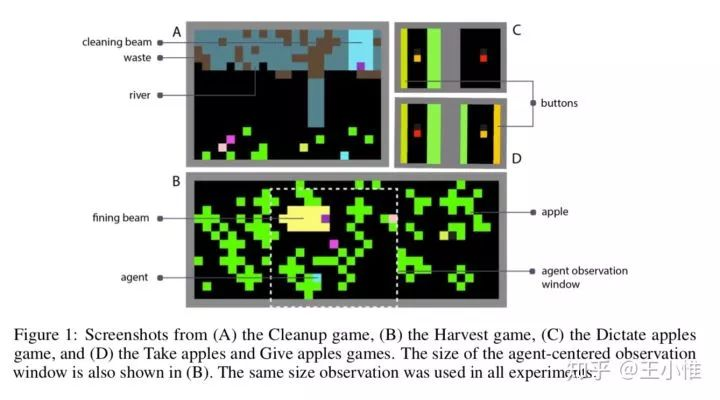 A
cleaning beam
waste
river
C
buttons
D
B
fining beam
apple
agent
agent observation
window
Figure 1: Screenshots from (A) the Cleanup game, (B) the Harvest game, (C) the Dictate apples
game, and (D) the Take apples and Give apples games. The size of the agent-centered observation
window is also shown in (B). The same size observation was used in all experiments.
知乎 @王小惟